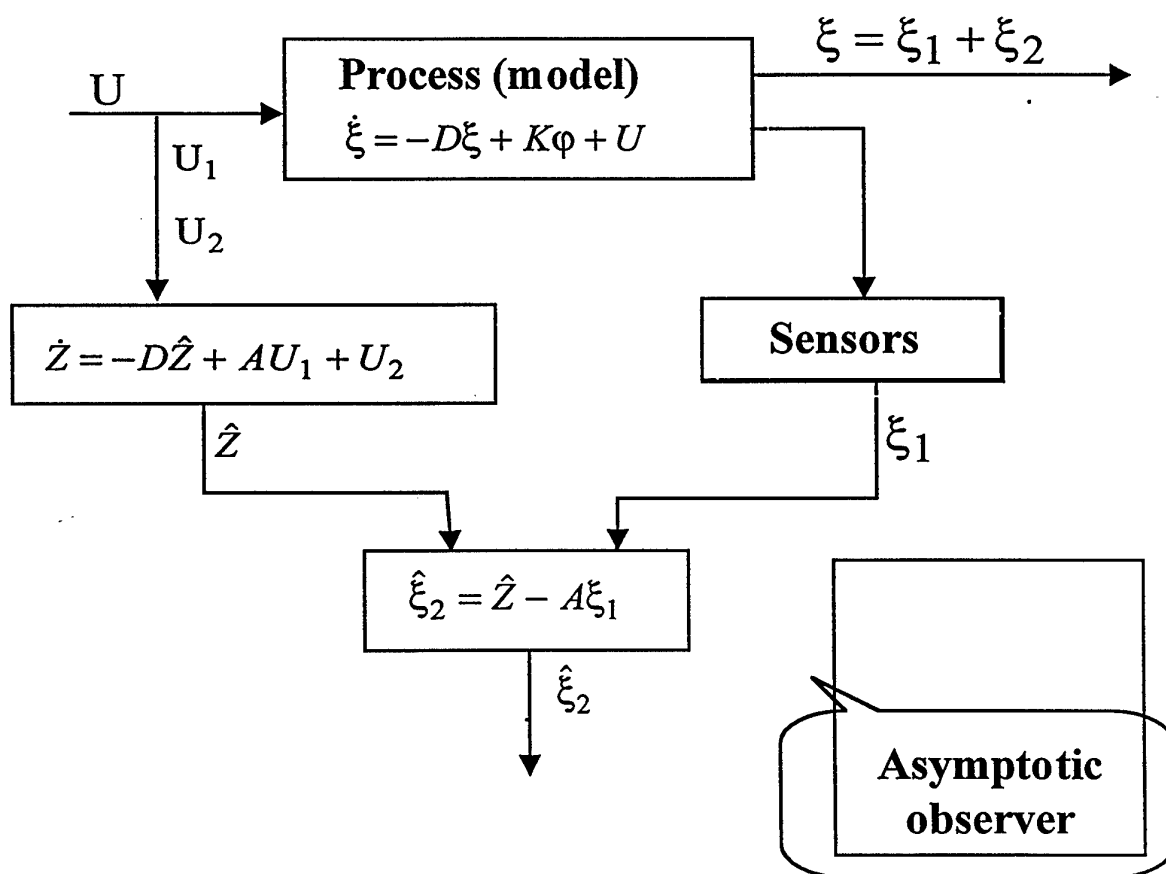 ξ = ξ₁ + ξ₂
Process (model)
U
ξ̇ = −Dξ + Kφ + U
U₁
U₂
Ż = −DẐ + AU₁ + U₂
Sensors
Ẑ
ξ₁
ξ̂₂ = Ẑ − Aξ₁
ξ̂₂
Asymptotic
observer